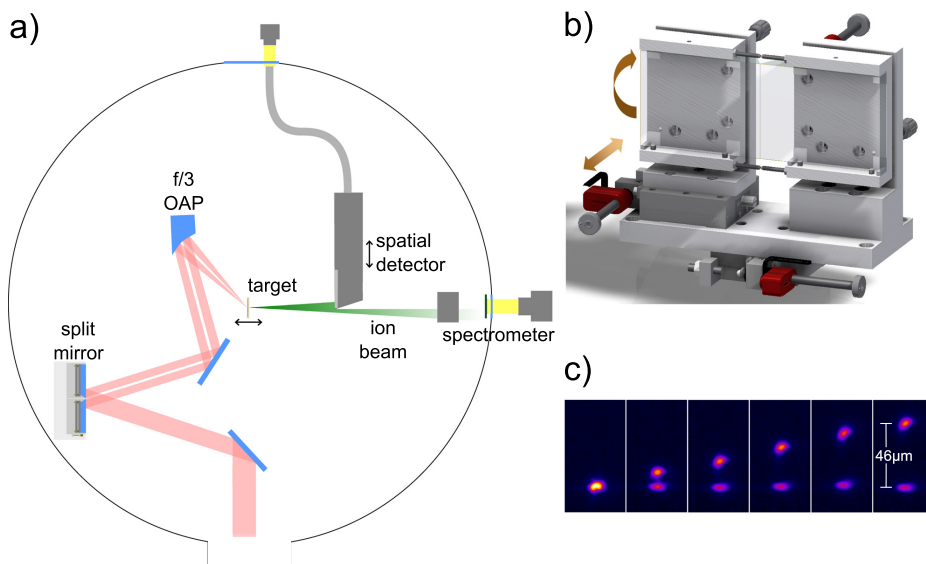 a)
f/3
OAP
target
spatial
detector
split
mirror
ion
beam
spectrometer
b)
c)
46μm